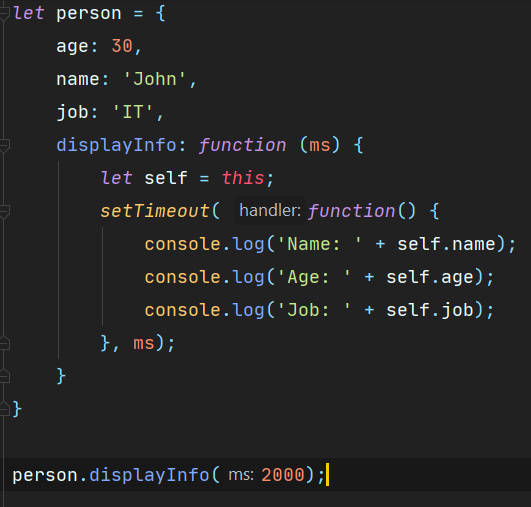 let person = {
    age: 30,
    name: 'John',
    job: 'IT',
    displayInfo: function (ms) {
        let self = this;
        setTimeout( handler: function() {
            console.log('Name: ' + self.name);
            console.log('Age: ' + self.age);
            console.log('Job: ' + self.job);
        }, ms);
    }
}
person.displayInfo( ms: 2000);